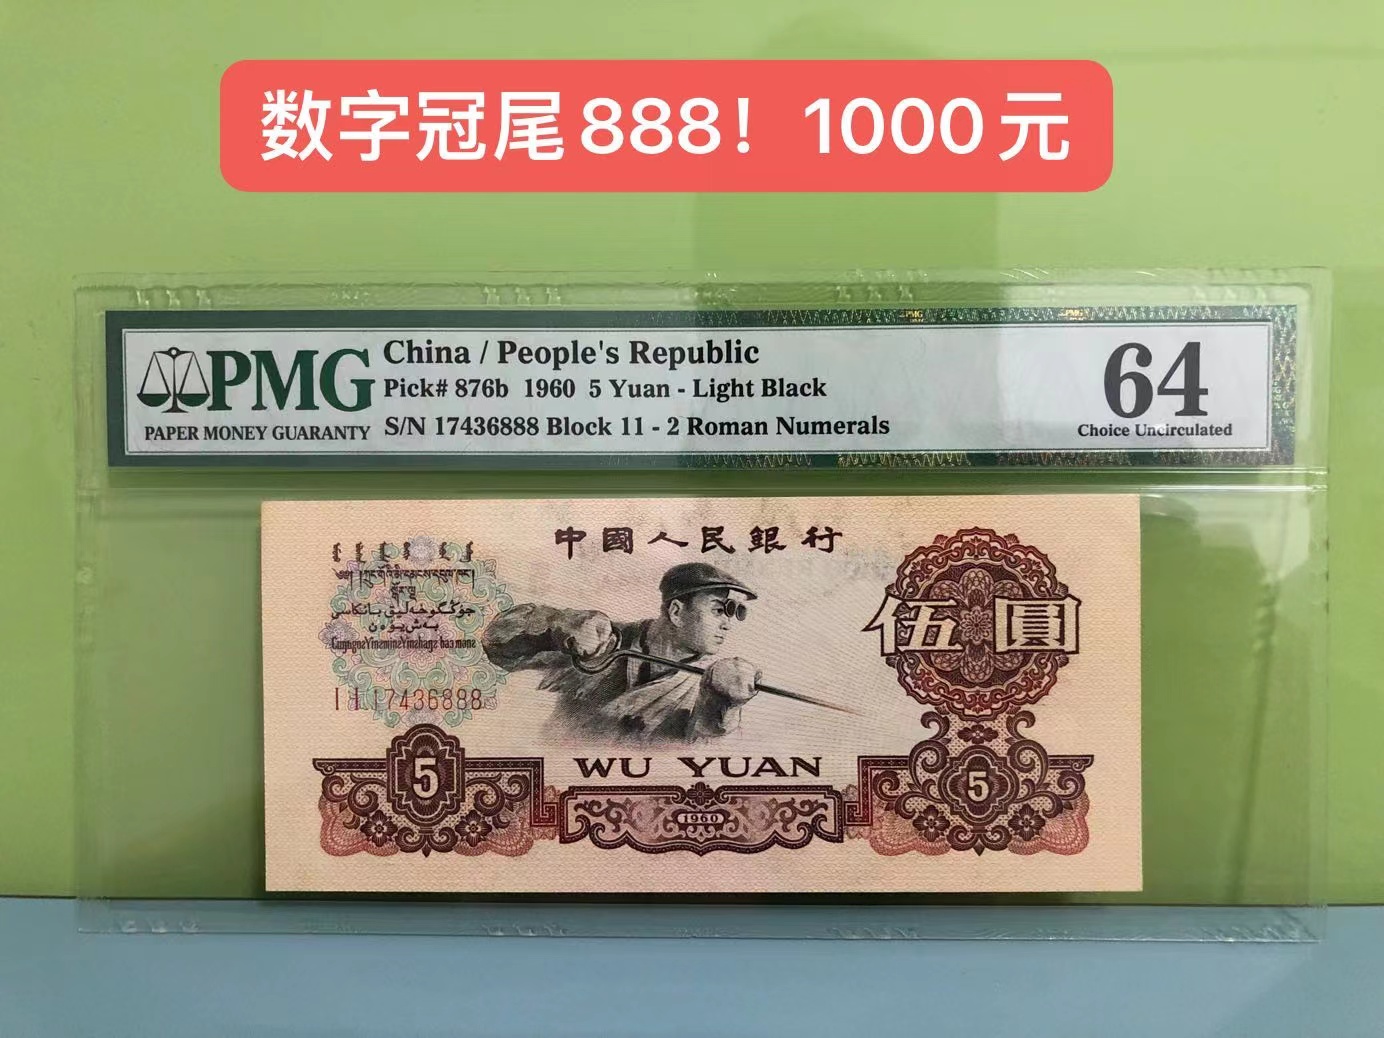 数字冠尾888！1000元
PMG
PAPER MONEY GUARANTY
China / People's Republic
Pick# 876b 1960 5 Yuan - Light Black
S/N 17436888 Block 11 - 2 Roman Numerals
64
Choice Uncirculated
中國人民銀行
伍圓
I I 17436888
5
WU YUAN
1960
5